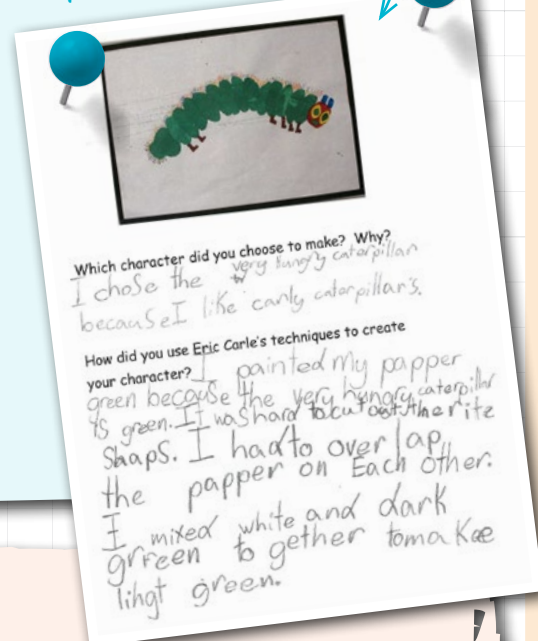 Which character did you choose to make? Why?
I chose the very hungry caterpillar
because I like carly caterpillar's.
How did you use Eric Carle's techniques to create
your character? I painted my papper
green because the very hungry caterpillr
is green. It was hard to cut out the rite
shaps. I had to over lap
the papper on Each other.
I mixed white and dark
grreen to gether to makae
lihgt green.